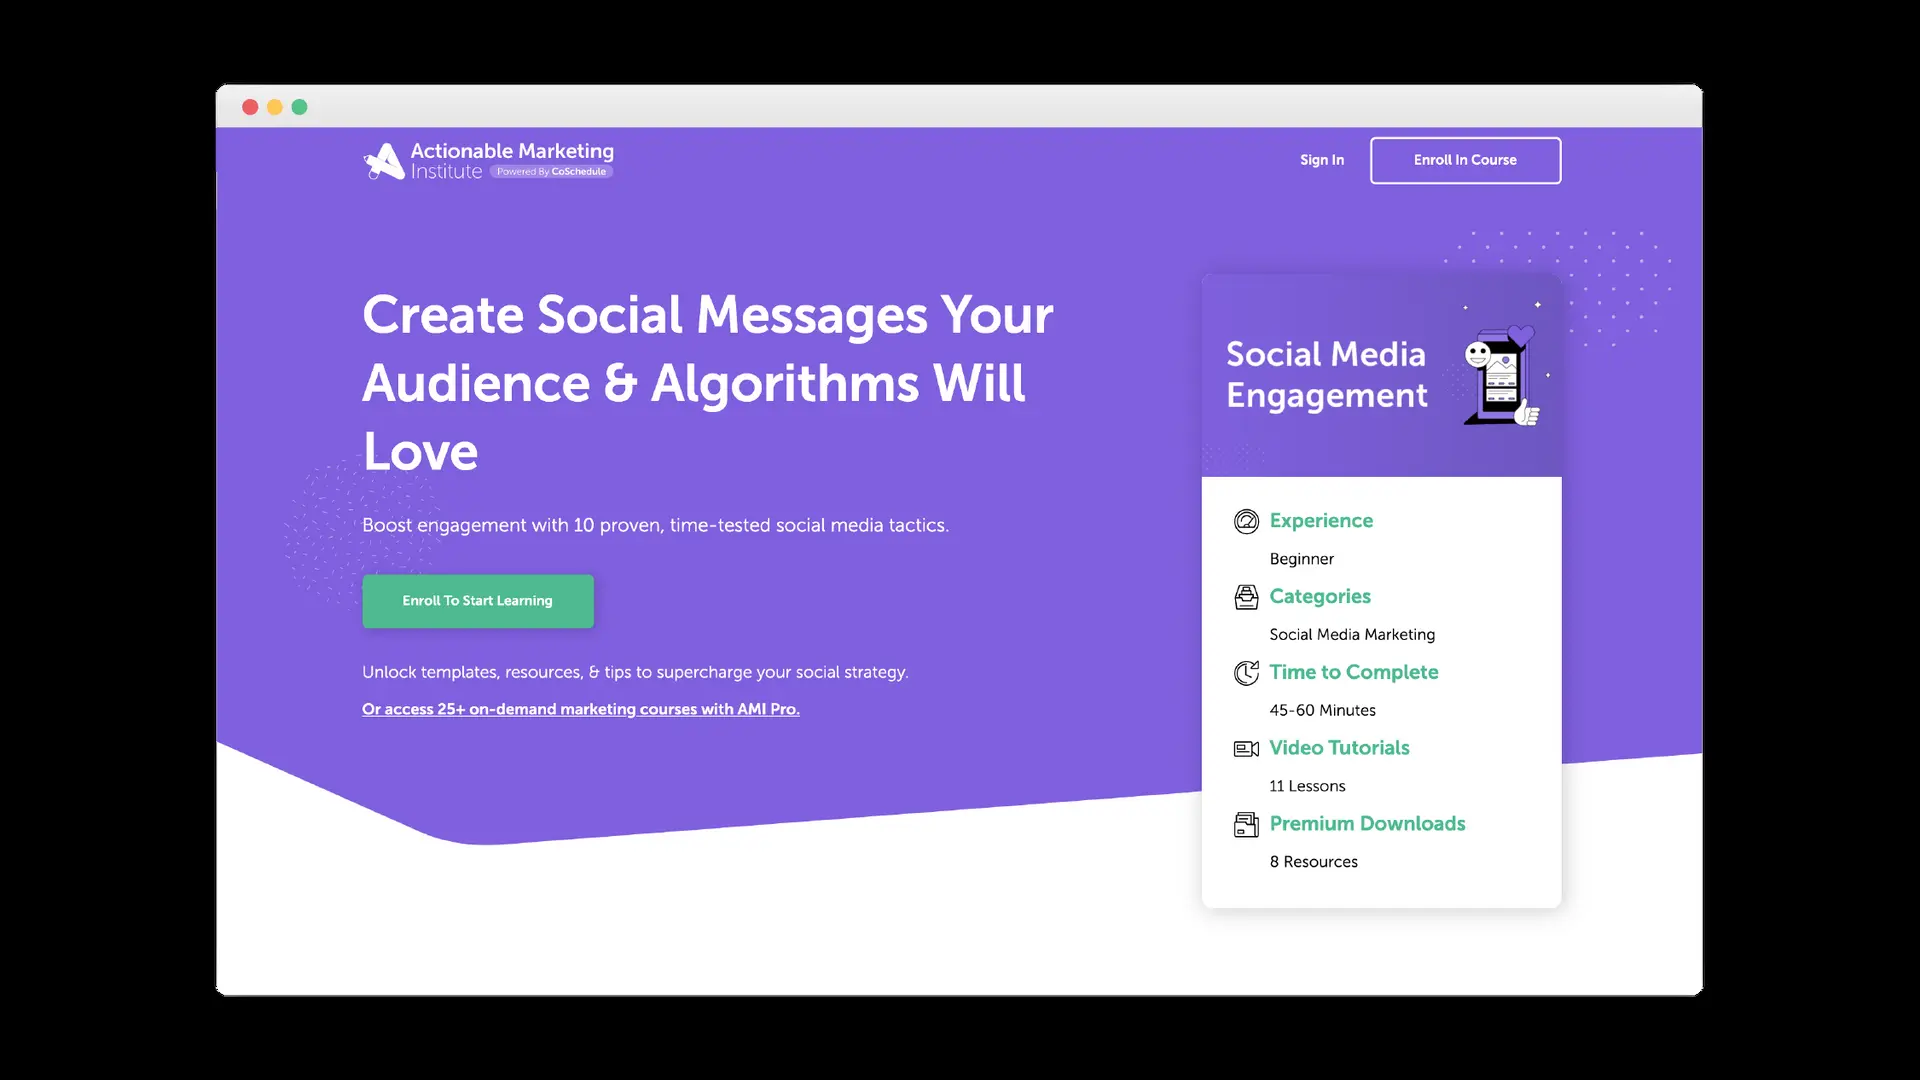 Actionable Marketing
Institute Powered By CoSchedule
Sign In
Enroll In Course
Create Social Messages Your
Audience & Algorithms Will
Love
Boost engagement with 10 proven, time-tested social media tactics.
Enroll To Start Learning
Unlock templates, resources, & tips to supercharge your social strategy.
Or access 25+ on-demand marketing courses with AMI Pro.
Social Media
Engagement
Experience
Beginner
Categories
Social Media Marketing
Time to Complete
45-60 Minutes
Video Tutorials
11 Lessons
Premium Downloads
8 Resources